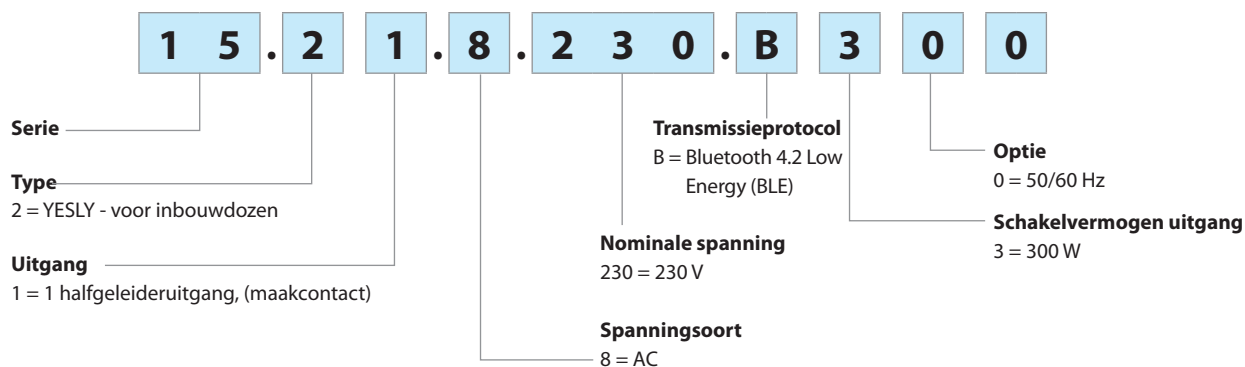 1 5 . 2 1 . 8 . 2 3 0 . B 3 0 0
Serie
Type
2 = YESLY - voor inbouwdozen
Uitgang
1 = 1 halfgeleideruitgang, (maakcontact)
Transmissieprotocol
B = Bluetooth 4.2 Low
Energy (BLE)
Nominale spanning
230 = 230 V
Spanningsoort
8 = AC
Optie
0 = 50/60 Hz
Schakelvermogen uitgang
3 = 300 W